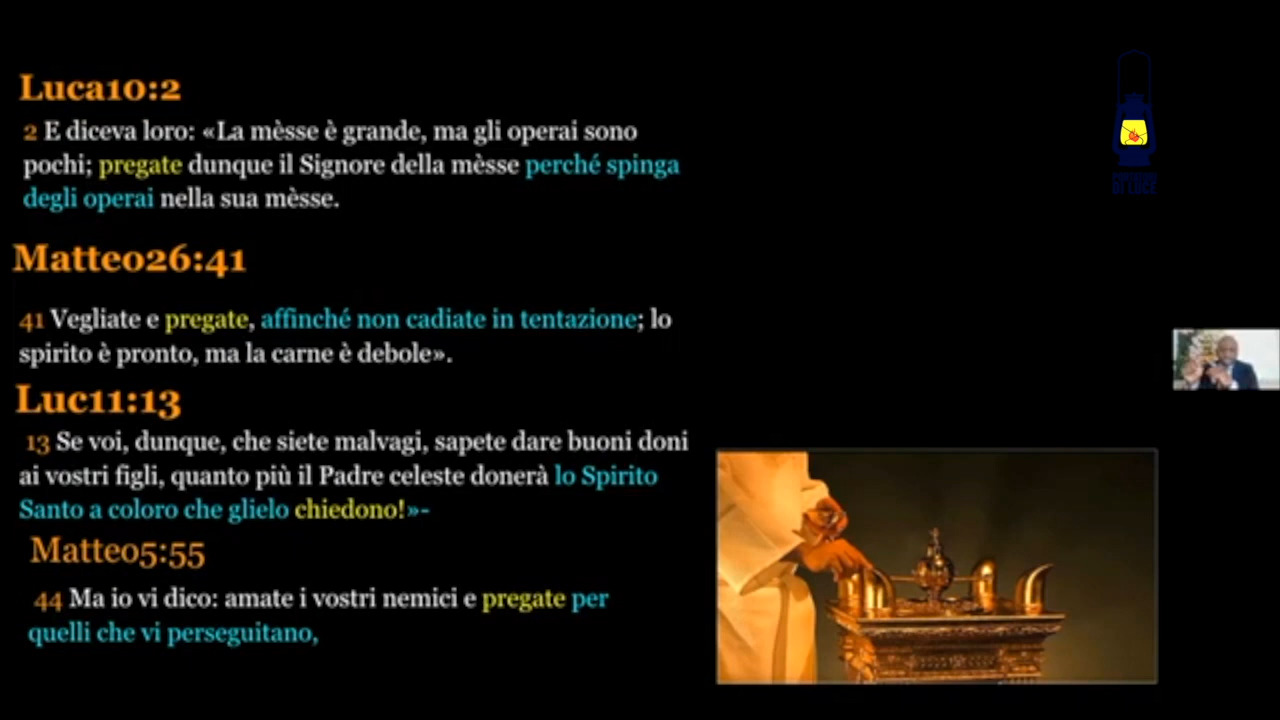 Luca10:2
2 E diceva loro: «La mèsse è grande, ma gli operai sono
pochi; pregate dunque il Signore della mèsse perché spinga
degli operai nella sua mèsse.
Matteo26:41
41 Vegliate e pregate, affinché non cadiate in tentazione; lo
spirito è pronto, ma la carne è debole».
Luc11:13
13 Se voi, dunque, che siete malvagi, sapete dare buoni doni
ai vostri figli, quanto più il Padre celeste donerà lo Spirito
Santo a coloro che glielo chiedono!»-
Matteo5:55
44 Ma io vi dico: amate i vostri nemici e pregate per
quelli che vi perseguitano,
DI LUCE